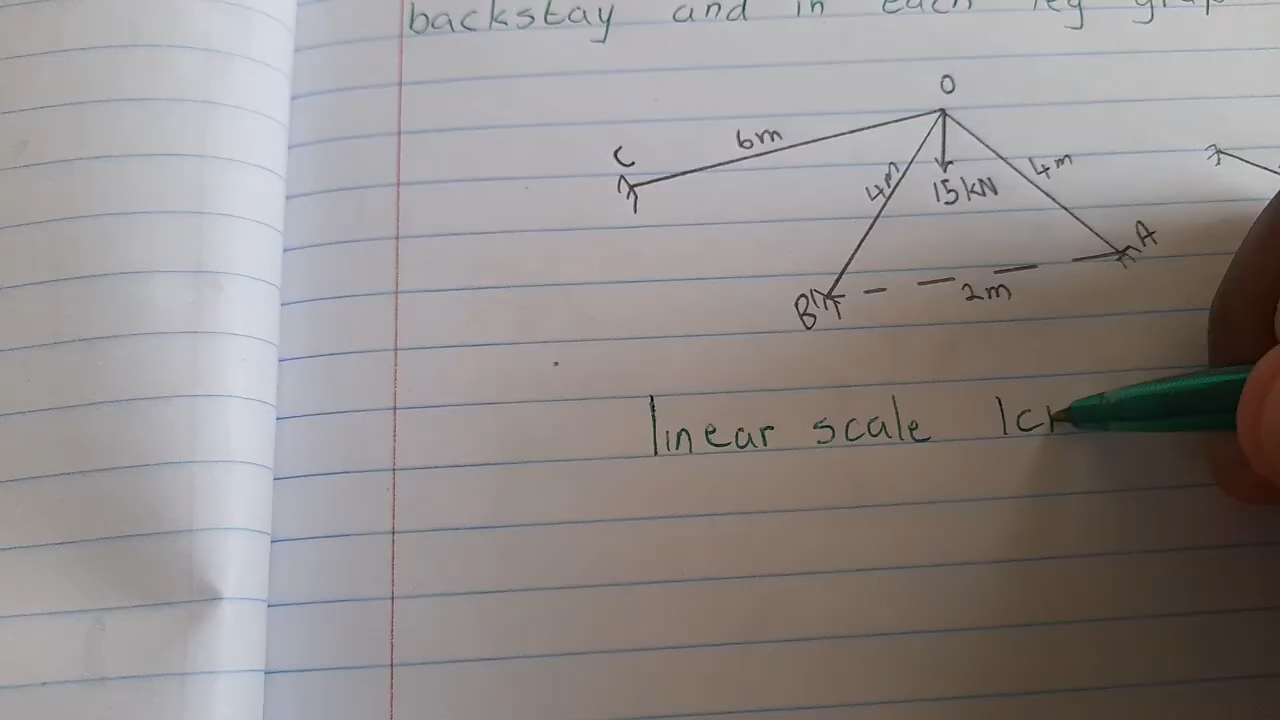 backstay and in each leg
O
6m
C
4m
4m
15kN
A
B
2m
linear scale 1c